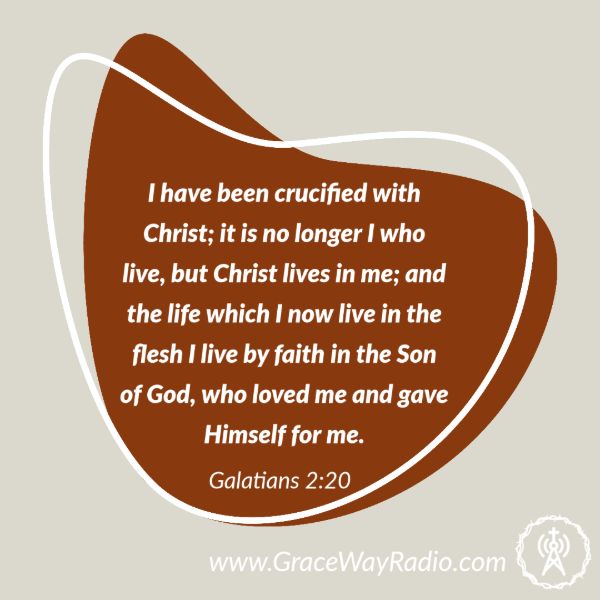 I have been crucified with
Christ; it is no longer I who
live, but Christ lives in me; and
the life which I now live in the
flesh I live by faith in the Son
of God, who loved me and gave
Himself for me.
Galatians 2:20
www.GraceWayRadio.com